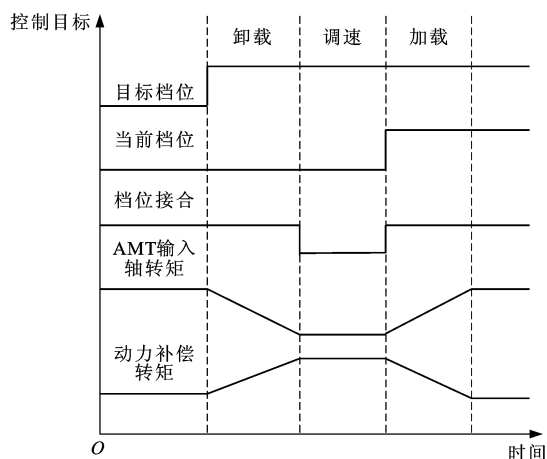 控制目标
卸载 调速 加载
目标档位
当前档位
档位接合
AMT输入
轴转矩
动力补偿
转矩
O
时间